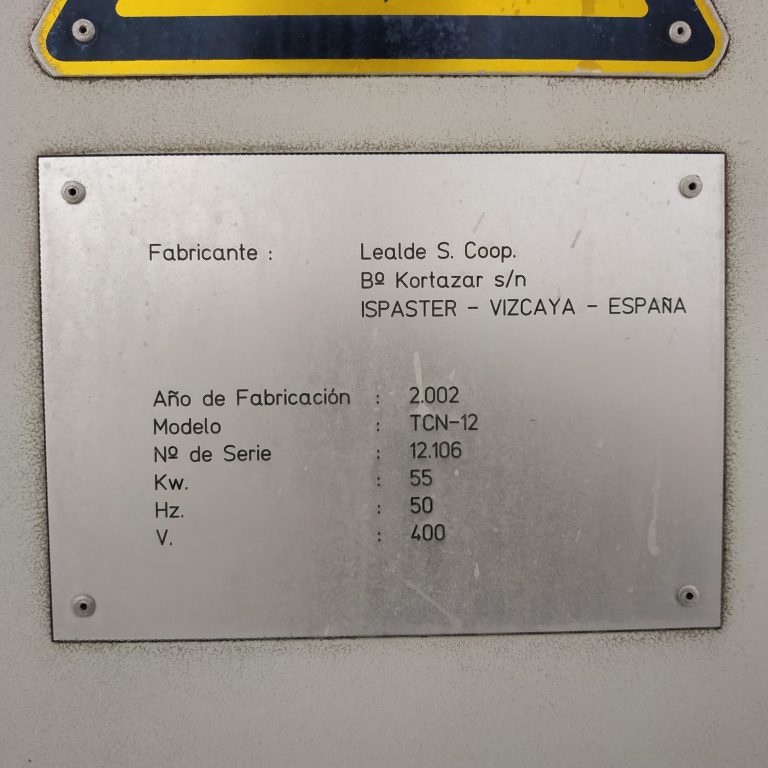 Fabricante : Lealde S. Coop.
Bº Kortazar s/n
ISPASTER - VIZCAYA - ESPAÑA
Año de Fabricación : 2.002
Modelo : TCN-12
Nº de Serie : 12.106
Kw. : 55
Hz. : 50
V. : 400